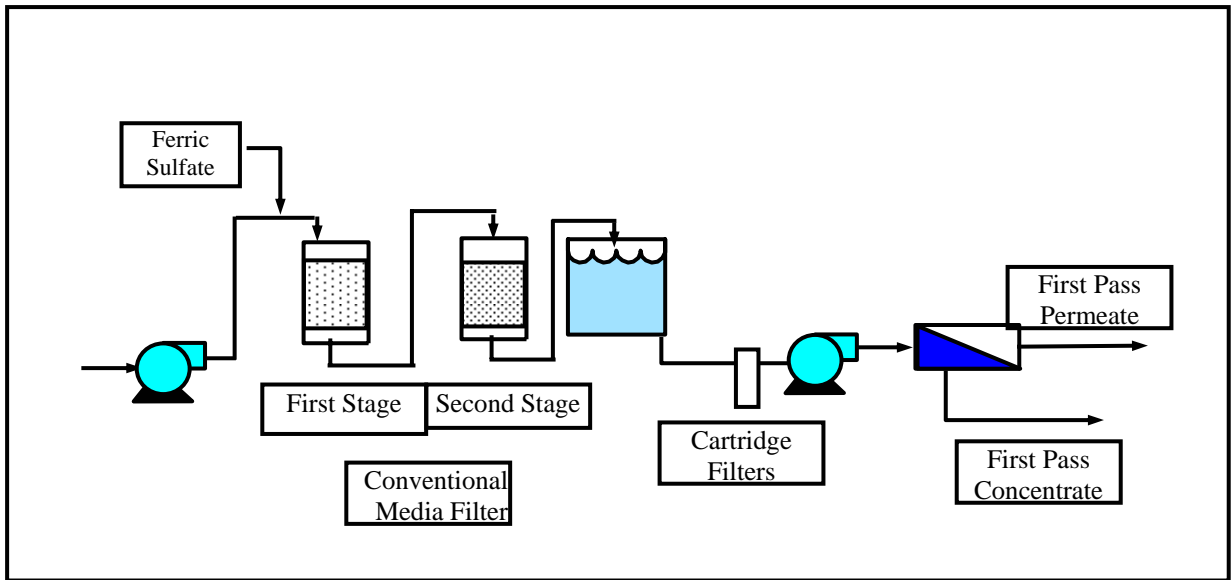 Ferric
Sulfate
First Stage
Second Stage
Conventional
Media Filter
Cartridge
Filters
First Pass
Permeate
First Pass
Concentrate